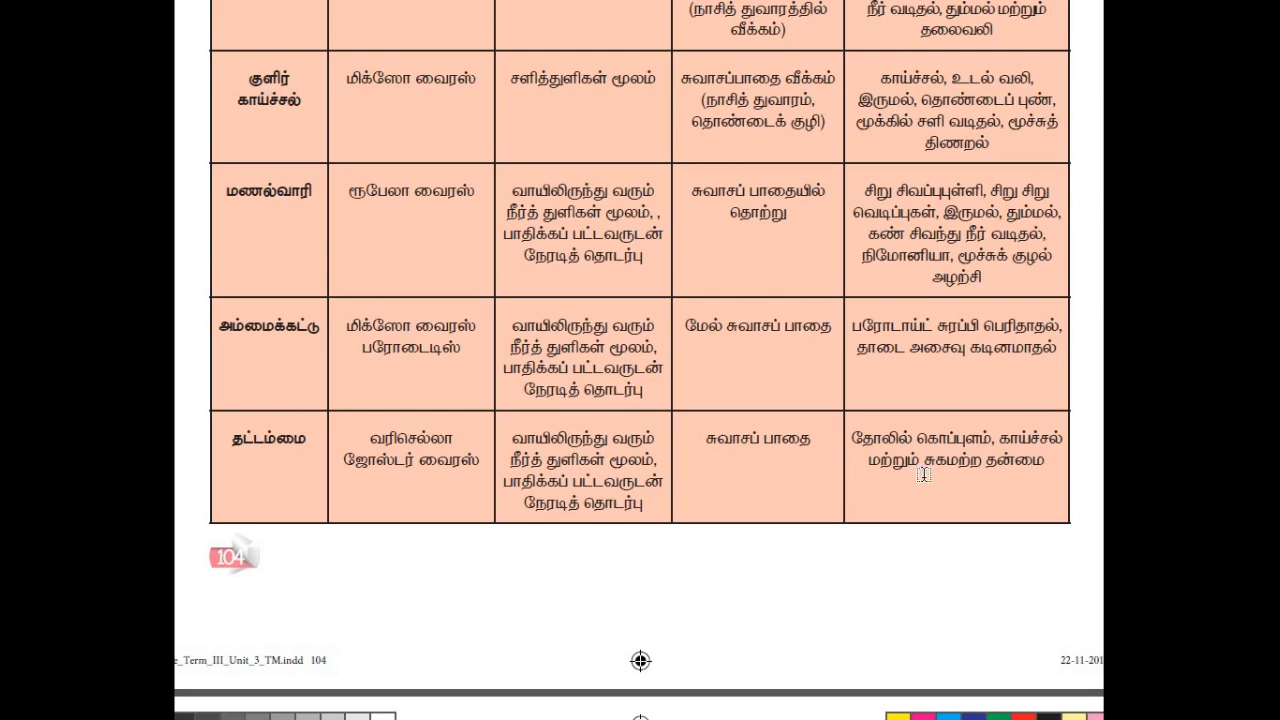 (நாசித் துவாரத்தில்
வீக்கம்)
நீர் வடிதல், தும்மல் மற்றும்
தலைவலி
குளிர்
காய்ச்சல்
மிக்ஸோ வைரஸ்
சளித்துளிகள் மூலம்
சுவாசப்பாதை வீக்கம்
(நாசித் துவாரம்,
தொண்டைக் குழி)
காய்ச்சல், உடல் வலி,
இருமல், தொண்டைப் புண்,
மூக்கில் சளி வடிதல், மூச்சுத்
திணறல்
மணல்வாரி
ரூபேலா வைரஸ்
வாயிலிருந்து வரும்
நீர்த் துளிகள் மூலம், ,
பாதிக்கப் பட்டவருடன்
நேரடித் தொடர்பு
சுவாசப் பாதையில்
தொற்று
சிறு சிவப்புபுள்ளி, சிறு சிறு
வெடிப்புகள், இருமல், தும்மல்,
கண் சிவந்து நீர் வடிதல்,
நிமோனியா, மூச்சுக் குழல்
அழற்சி
அம்மைக்கட்டு
மிக்ஸோ வைரஸ்
பரோடைடிஸ்
வாயிலிருந்து வரும்
நீர்த் துளிகள் மூலம்,
பாதிக்கப் பட்டவருடன்
நேரடித் தொடர்பு
மேல் சுவாசப் பாதை
பரோடாய்ட் சுரப்பி பெரிதாதல்,
தாடை அசைவு கடினமாதல்
தட்டம்மை
வரிசெல்லா
ஜோஸ்டர் வைரஸ்
வாயிலிருந்து வரும்
நீர்த் துளிகள் மூலம்,
பாதிக்கப் பட்டவருடன்
நேரடித் தொடர்பு
சுவாசப் பாதை
தோலில் கொப்புளம், காய்ச்சல்
மற்றும் சுகமற்ற தன்மை
104
e_Term_III_Unit_3_TM.indd 104
22-11-201